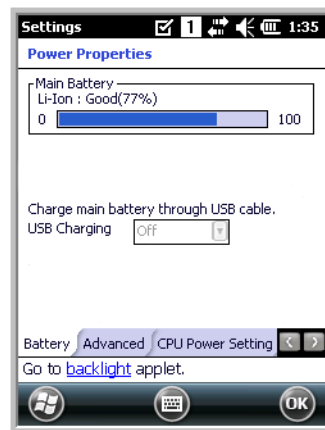 Settings 1 1:35
Power Properties
Main Battery
Li-Ion : Good(77%)
0 100
Charge main battery through USB cable.
USB Charging Off
Battery Advanced CPU Power Setting
Go to backlight applet.
OK